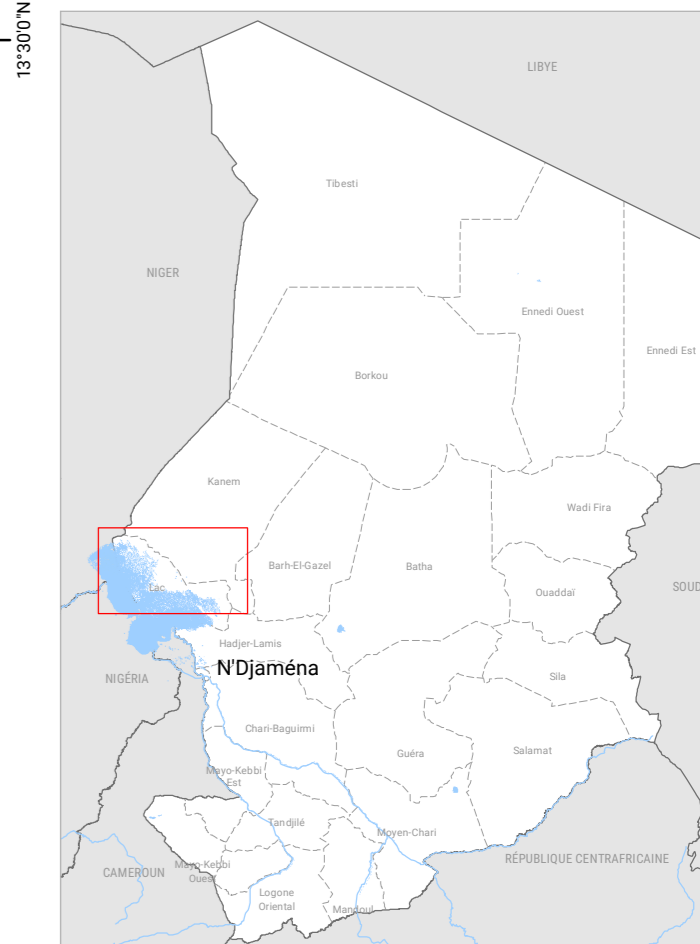 13°30'0"N
LIBYE
Tibesti
NIGER
Ennedi Ouest
Ennedi Est
Borkou
Kanem
Wadi Fira
Barh-El-Gazel
Batha
Lac
Ouaddaï
SOUD
Hadjer-Lamis
N'Djaména
NIGÉRIA
Sila
Chari-Baguirmi
Guéra
Salamat
Mayo-Kebbi
Est
Tandjilé
Moyen-Chari
RÉPUBLIQUE CENTRAFRICAINE
CAMEROUN
Mayo-Kebbi
Ouest
Logone
Oriental
Mandoul